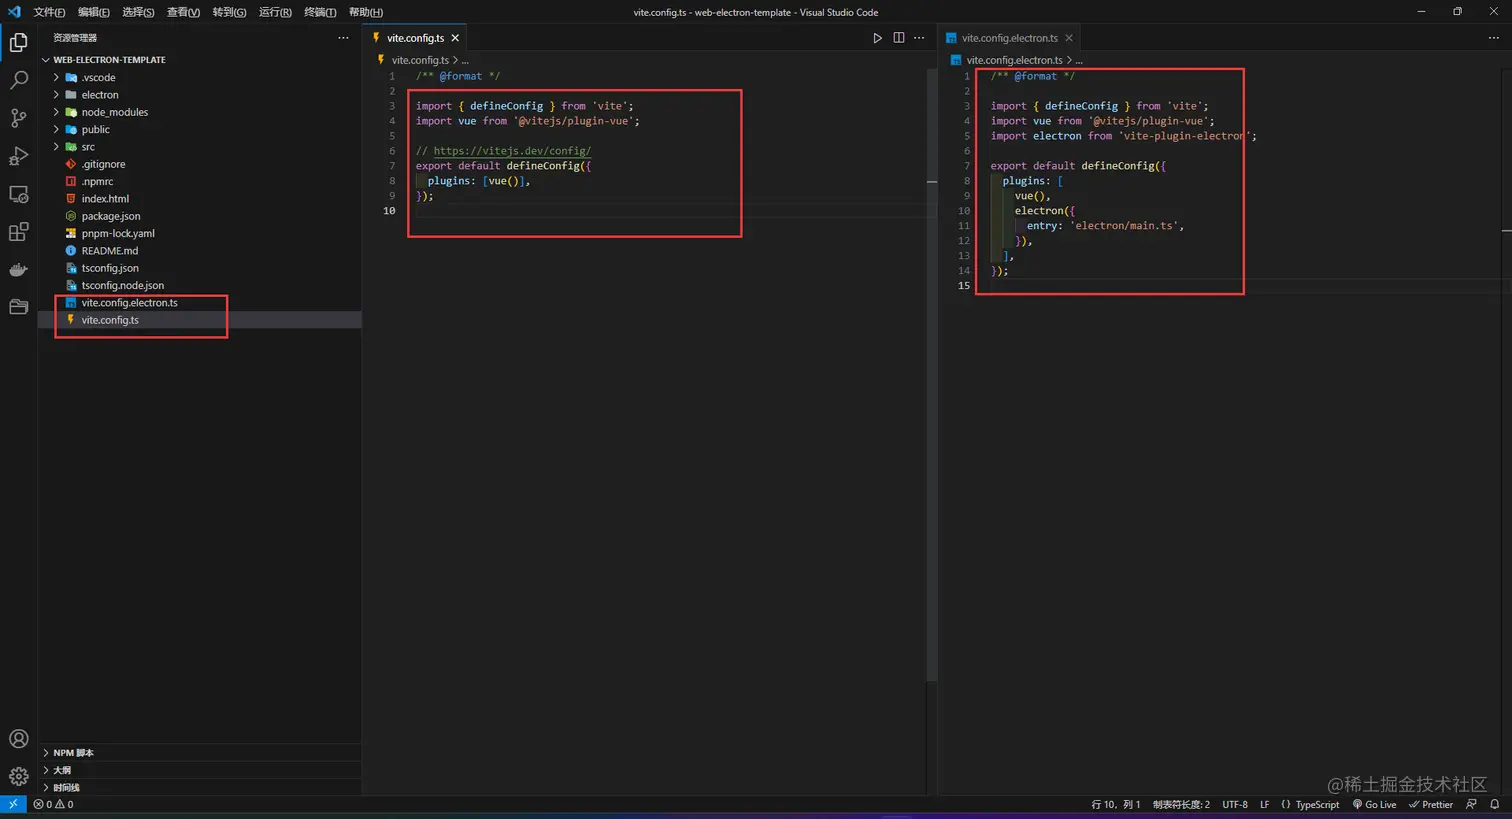 文件(F) 编辑(E) 选择(S) 查看(V) 转到(G) 运行(R) 终端(T) 帮助(H)
vite.config.ts - web-electron-template - Visual Studio Code
资源管理器
WEB-ELECTRON-TEMPLATE
.vscode
electron
node_modules
public
src
.gitignore
.npmrc
index.html
package.json
pnpm-lock.yaml
README.md
tsconfig.json
tsconfig.node.json
vite.config.electron.ts
vite.config.ts
NPM 脚本
大纲
时间线
vite.config.ts
vite.config.ts > ...
1 /** @format */
2
3 import { defineConfig } from 'vite';
4 import vue from '@vitejs/plugin-vue';
5
6 // https://vitejs.dev/config/
7 export default defineConfig({
8 plugins: [vue()],
9 });
10
vite.config.electron.ts
vite.config.electron.ts > ...
1 /** @format */
2
3 import { defineConfig } from 'vite';
4 import vue from '@vitejs/plugin-vue';
5 import electron from 'vite-plugin-electron';
6
7 export default defineConfig({
8 plugins: [
9 vue(),
10 electron({
11 entry: 'electron/main.ts',
12 }),
13 ],
14 });
15
@稀土掘金技术社区
0 0
行 10，列 1 制表符长度: 2 UTF-8 LF {} TypeScript Go Live Prettier